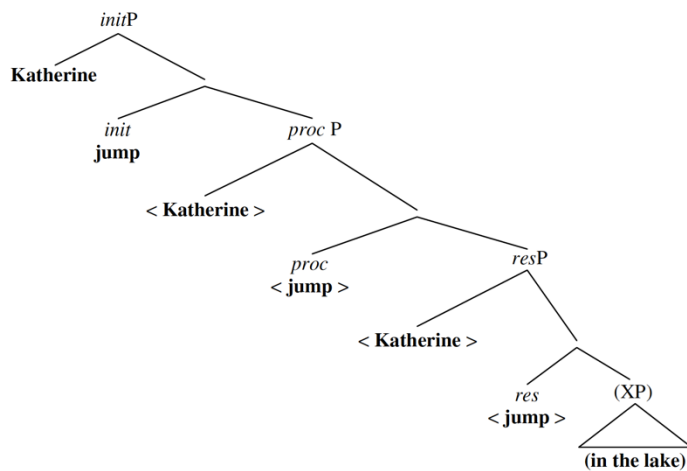 initP
Katherine
init
jump
proc P
< Katherine >
proc
< jump >
resP
< Katherine >
res
< jump >
(XP)
(in the lake)